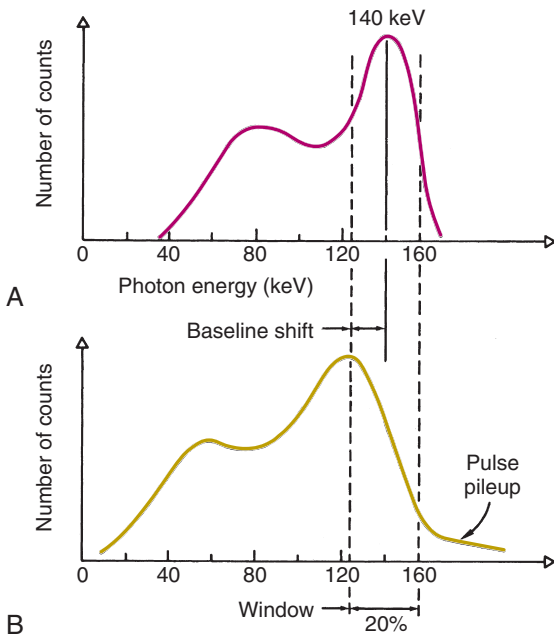 140 keV
Number of counts
0 40 80 120 160
Photon energy (keV)
A
Baseline shift
Number of counts
Pulse
pileup
0 40 80 120 160
Window
20%
B